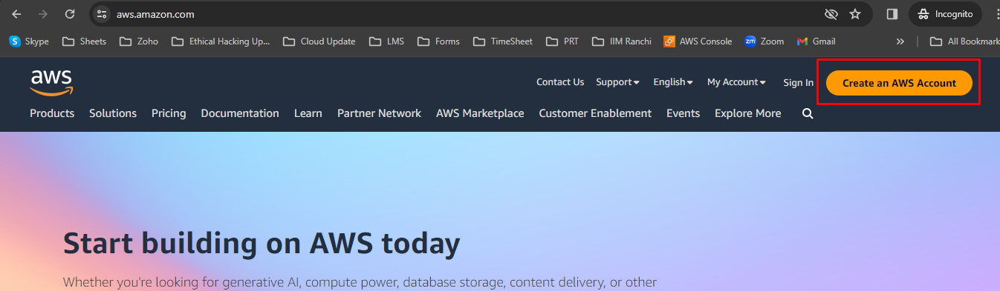 aws.amazon.com
Incognito
Skype Sheets Zoho Ethical Hacking Up... Cloud Update LMS Forms TimeSheet PRT IIM Ranchi AWS Console zm Zoom Gmail » All Bookmark
aws
Contact Us Support English My Account Sign In Create an AWS Account
Products Solutions Pricing Documentation Learn Partner Network AWS Marketplace Customer Enablement Events Explore More
Start building on AWS today
Whether you're looking for generative AI, compute power, database storage, content delivery, or other